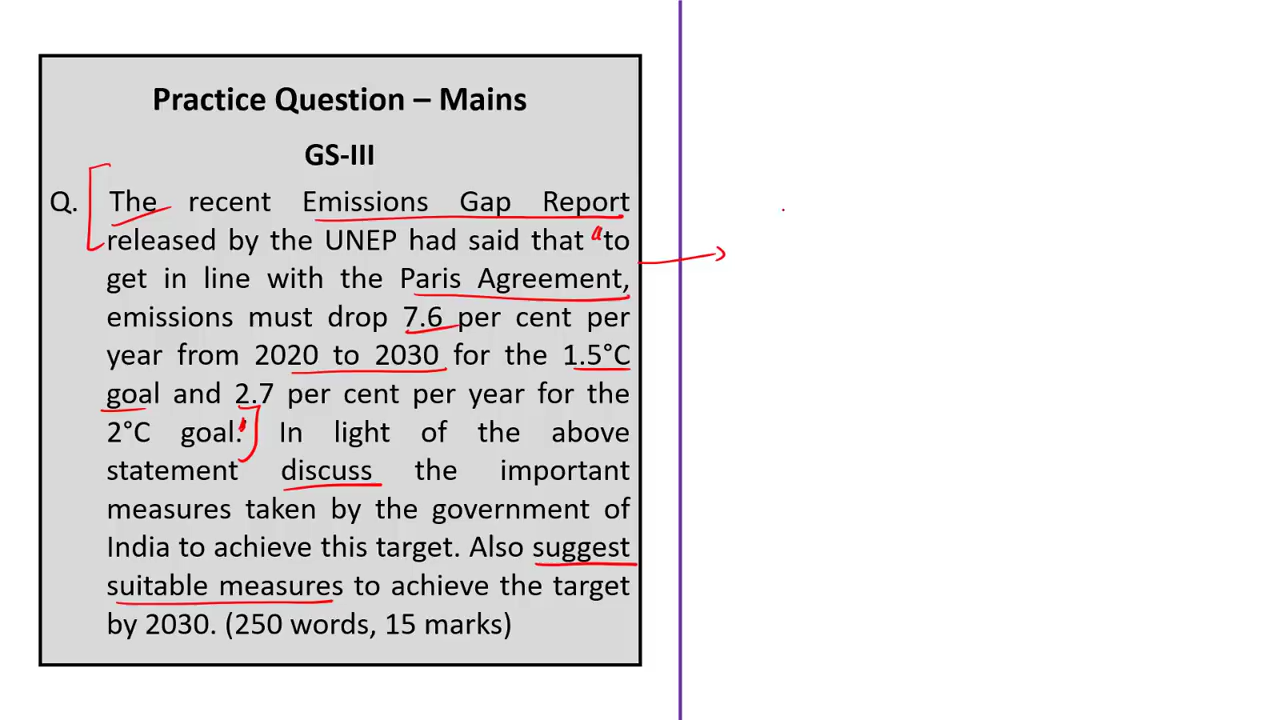 Practice Question – Mains
GS-III
Q. The recent Emissions Gap Report
released by the UNEP had said that "to
get in line with the Paris Agreement,
emissions must drop 7.6 per cent per
year from 2020 to 2030 for the 1.5°C
goal and 2.7 per cent per year for the
2°C goal." In light of the above
statement discuss the important
measures taken by the government of
India to achieve this target. Also suggest
suitable measures to achieve the target
by 2030. (250 words, 15 marks)